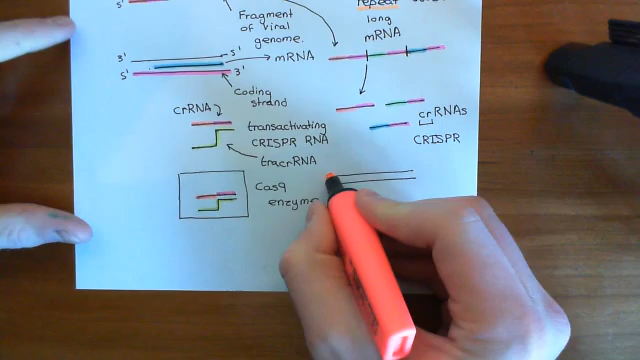 repeat
long
mRNA
Fragment
of viral
genome.
5'
3'
5'
mRNA
5'
3'
Coding
strand
crRNA
transactivating
CRISPR RNA
tracrRNA
crRNAs
CRISPR
Cas9
enzyme